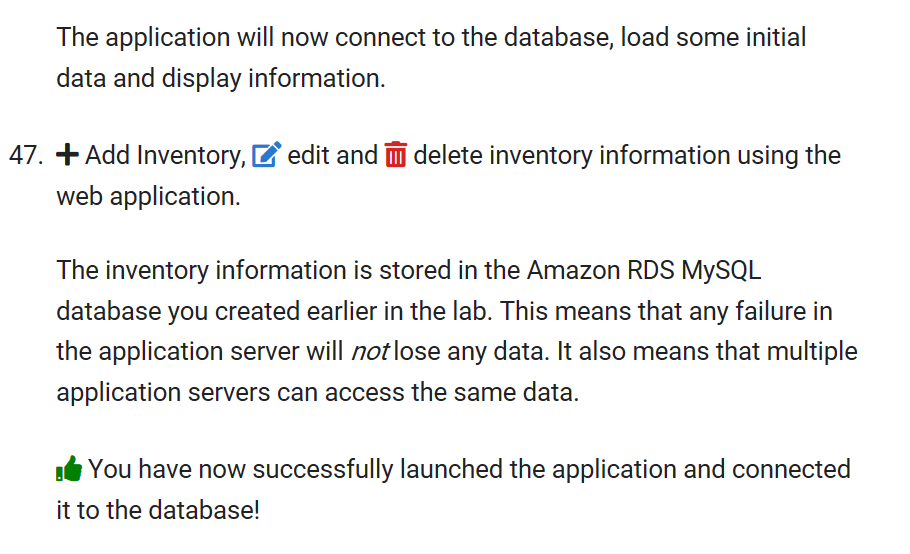 The application will now connect to the database, load some initial
data and display information.
47. Add Inventory, edit and delete inventory information using the
web application.
The inventory information is stored in the Amazon RDS MySQL
database you created earlier in the lab. This means that any failure in
the application server will not lose any data. It also means that multiple
application servers can access the same data.
You have now successfully launched the application and connected
it to the database!